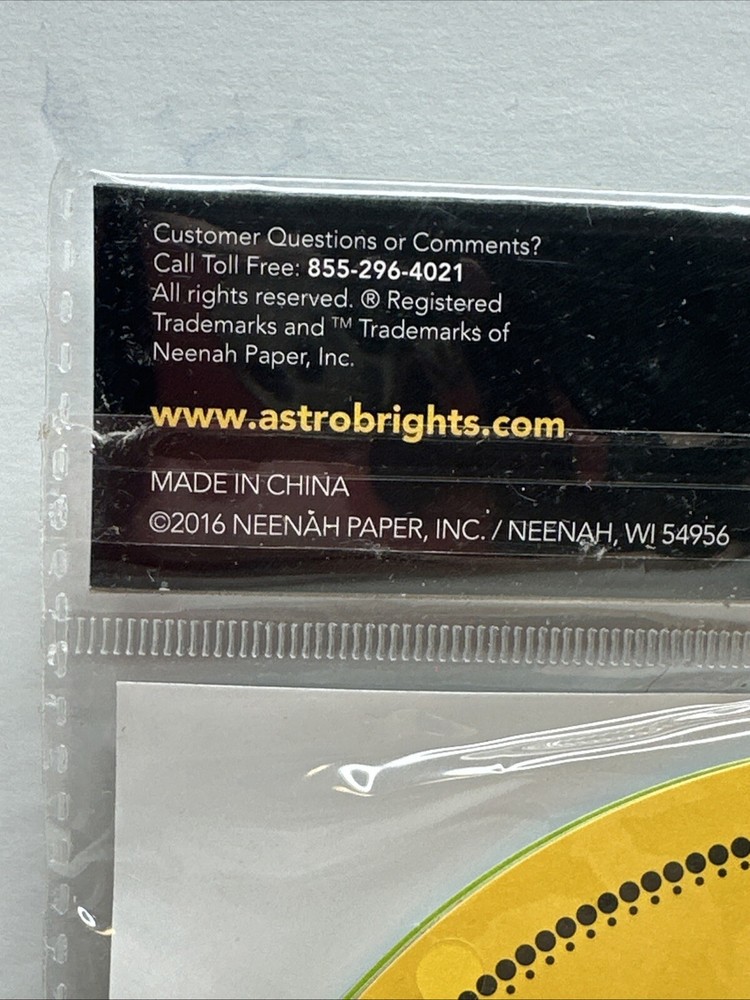 Customer Questions or Comments?
Call Toll Free: 855-296-4021
All rights reserved. ® Registered
Trademarks and ™ Trademarks of
Neenah Paper, Inc.
www.astrobrights.com
MADE IN CHINA
©2016 NEENAH PAPER, INC. / NEENAH, WI 54956